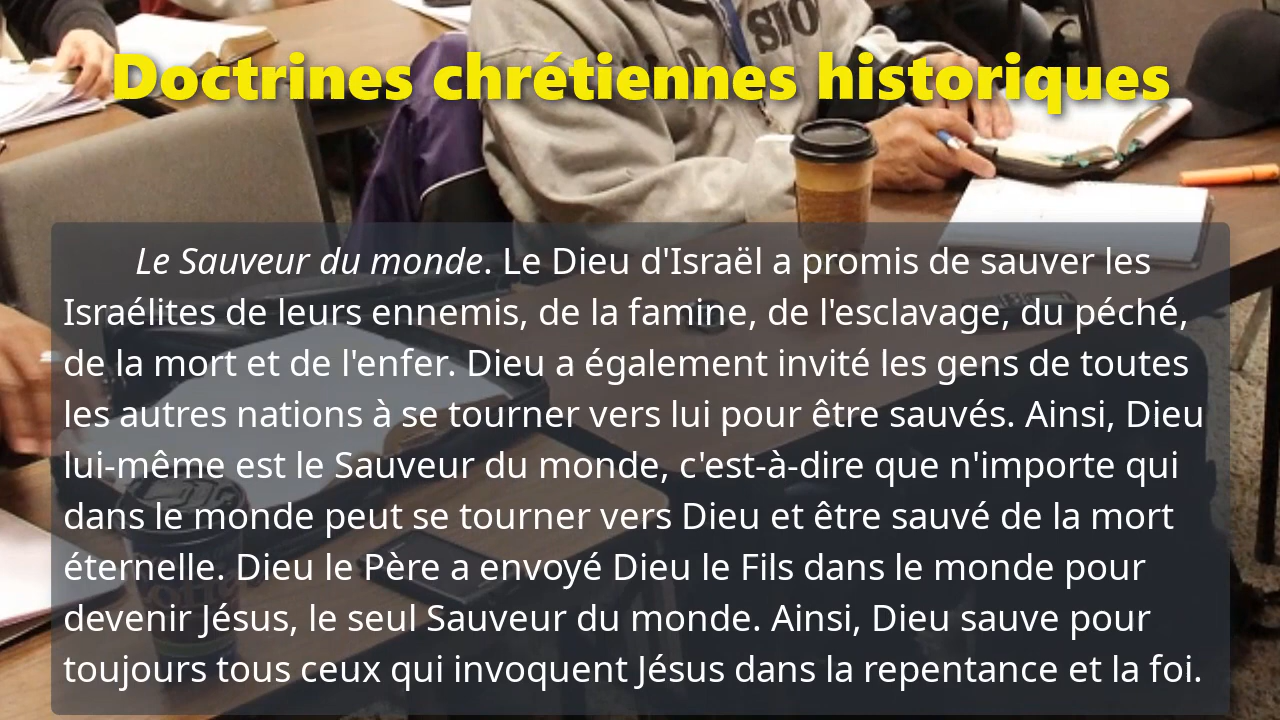 Doctrines chrétiennes historiques
Le Sauveur du monde. Le Dieu d'Israël a promis de sauver les
Israélites de leurs ennemis, de la famine, de l'esclavage, du péché,
de la mort et de l'enfer. Dieu a également invité les gens de toutes
les autres nations à se tourner vers lui pour être sauvés. Ainsi, Dieu
lui-même est le Sauveur du monde, c'est-à-dire que n'importe qui
dans le monde peut se tourner vers Dieu et être sauvé de la mort
éternelle. Dieu le Père a envoyé Dieu le Fils dans le monde pour
devenir Jésus, le seul Sauveur du monde. Ainsi, Dieu sauve pour
toujours tous ceux qui invoquent Jésus dans la repentance et la foi.